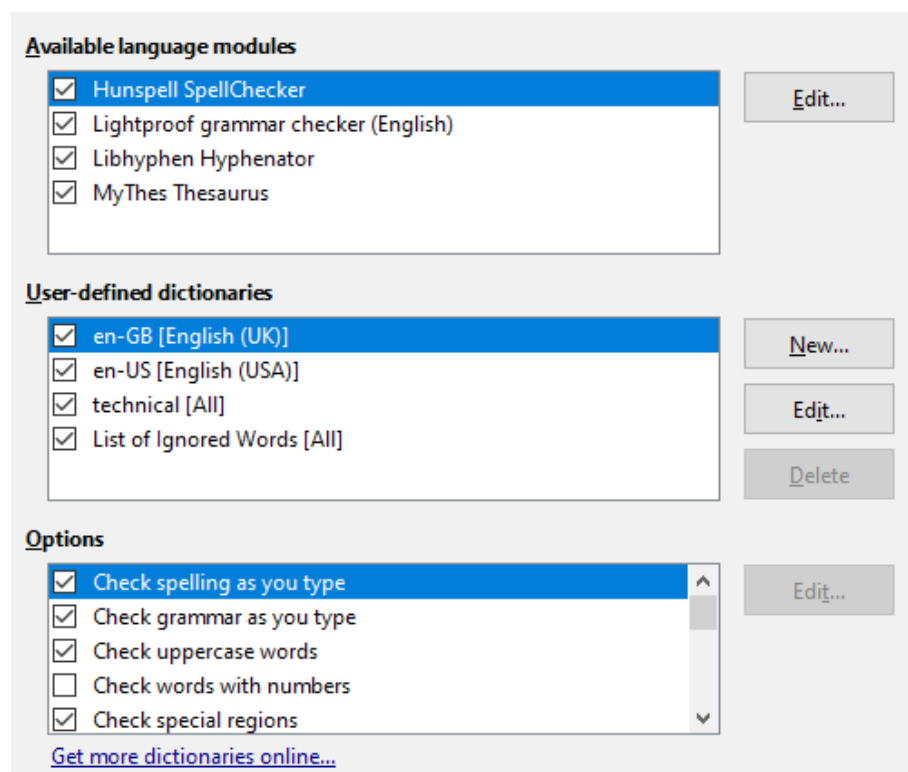 Available language modules
Hunspell SpellChecker
Edit...
Lightproof grammar checker (English)
Libhyphen Hyphenator
MyThes Thesaurus
User-defined dictionaries
en-GB [English (UK)]
New...
en-US [English (USA)]
technical [All]
Edit...
List of Ignored Words [All]
Delete
Options
Check spelling as you type
Edit...
Check grammar as you type
Check uppercase words
Check words with numbers
Check special regions
Get more dictionaries online...